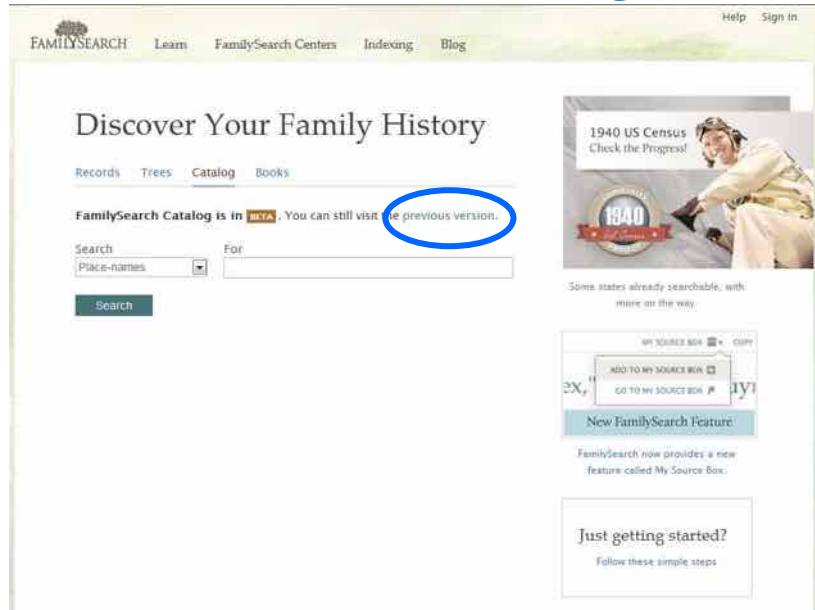 Help Sign In
FAMILYSEARCH Learn FamilySearch Centers Indexing Blog
Discover Your Family History
Records Trees Catalog Books
FamilySearch Catalog is in BETA. You can still visit the previous version.
Search For
Place-names
Search
1940 US Census
Check the Progress!
1940
Some states already searchable, with
more on the way.
MY SOURCE BOX COPY
ADD TO MY SOURCE BOX
GO TO MY SOURCE BOX
ex,"
New FamilySearch Feature
FamilySearch now provides a new
feature called My Source Box.
Just getting started?
Follow these simple steps